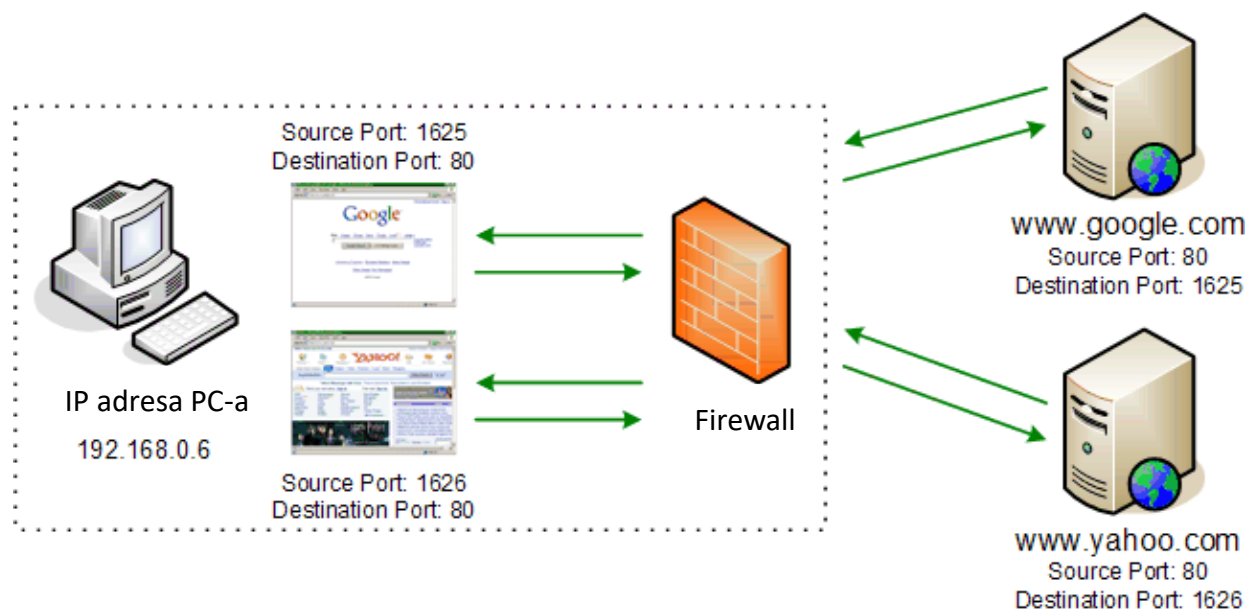 Source Port: 1625
Destination Port: 80
Google
YAHOO!
IP adresa PC-a
192.168.0.6
Source Port: 1626
Destination Port: 80
Firewall
www.google.com
Source Port: 80
Destination Port: 1625
www.yahoo.com
Source Port: 80
Destination Port: 1626